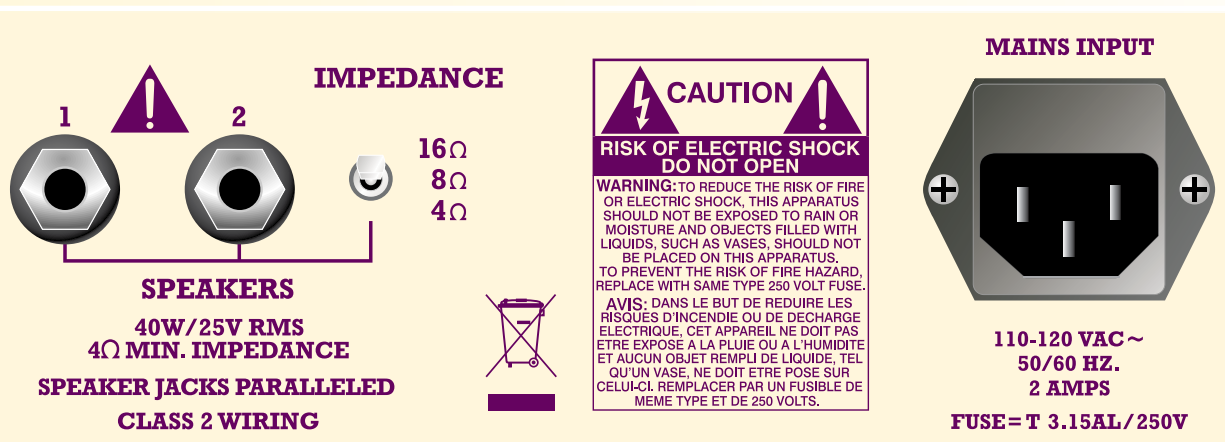 1
2
IMPEDANCE
16Ω
8Ω
4Ω
SPEAKERS
40W/25V RMS
4Ω MIN. IMPEDANCE
SPEAKER JACKS PARALLELED
CLASS 2 WIRING
CAUTION
RISK OF ELECTRIC SHOCK
DO NOT OPEN
WARNING: TO REDUCE THE RISK OF FIRE
OR ELECTRIC SHOCK, THIS APPARATUS
SHOULD NOT BE EXPOSED TO RAIN OR
MOISTURE AND OBJECTS FILLED WITH
LIQUIDS, SUCH AS VASES, SHOULD NOT
BE PLACED ON THIS APPARATUS.
TO PREVENT THE RISK OF FIRE HAZARD,
REPLACE WITH SAME TYPE 250 VOLT FUSE.
AVIS: DANS LE BUT DE REDUIRE LES
RISQUES D'INCENDIE OU DE DECHARGE
ELECTRIQUE, CET APPAREIL NE DOIT PAS
ETRE EXPOSE A LA PLUIE OU A L'HUMIDITE
ET AUCUN OBJET REMPLI DE LIQUIDE, TEL
QU'UN VASE, NE DOIT ETRE POSE SUR
CELUI-CI. REMPLACER PAR UN FUSIBLE DE
MEME TYPE ET DE 250 VOLTS.
MAINS INPUT
110-120 VAC~
50/60 HZ.
2 AMPS
FUSE=T 3.15AL/250V